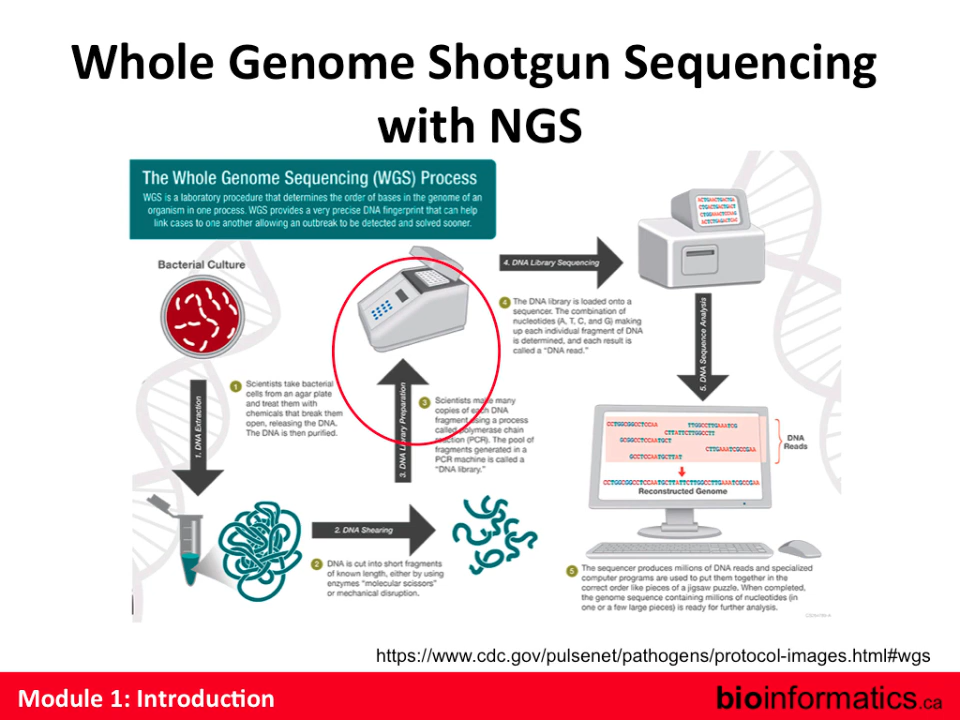 Whole Genome Shotgun Sequencing
with NGS
The Whole Genome Sequencing (WGS) Process
WGS is a laboratory procedure that determines the order of bases in the genome of an
organism in one process. WGS provides a very precise DNA fingerprint that can help
link cases to one another allowing an outbreak to be detected and solved sooner.
Bacterial Culture
1. DNA Extraction
1
Scientists take bacterial
cells from an agar plate
and treat them with
chemicals that break them
open, releasing the DNA.
The DNA is then purified.
2. DNA Shearing
2
DNA is cut into short fragments
of known length, either by using
enzymes "molecular scissors"
or mechanical disruption.
3. DNA Library Preparation
3
Scientists make many
copies of each DNA
fragment using a process
called polymerase chain
reaction (PCR). The pool of
fragments generated in a
PCR machine is called a
"DNA library."
4. DNA Library Sequencing
4
The DNA library is loaded onto a
sequencer. The combination of
nucleotides (A, T, C, and G) making
up each individual fragment of DNA
is determined, and each result is
called a "DNA read."
5. DNA Sequence Analysis
CCTGGCGGCCTCCAA
TTGGCCTTGAAATCG
CTTATTCTTGGCCTT
GCGGCCTCCAATGCT
CTTGAAATCGCCGAA
GCCTCCAATGCTTAT
DNA
Reads
CCTGGCGGCCTCCAATGCTTATTCTTGGCCTTGAAATCGCCGAA
Reconstructed Genome
5
The sequencer produces millions of DNA reads and specialized
computer programs are used to put them together in the
correct order like pieces of a jigsaw puzzle. When completed,
the genome sequence containing millions of nucleotides (in
one or a few large pieces) is ready for further analysis.
https://www.cdc.gov/pulsenet/pathogens/protocol-images.html#wgs
Module 1: Introduction
bioinformatics.ca